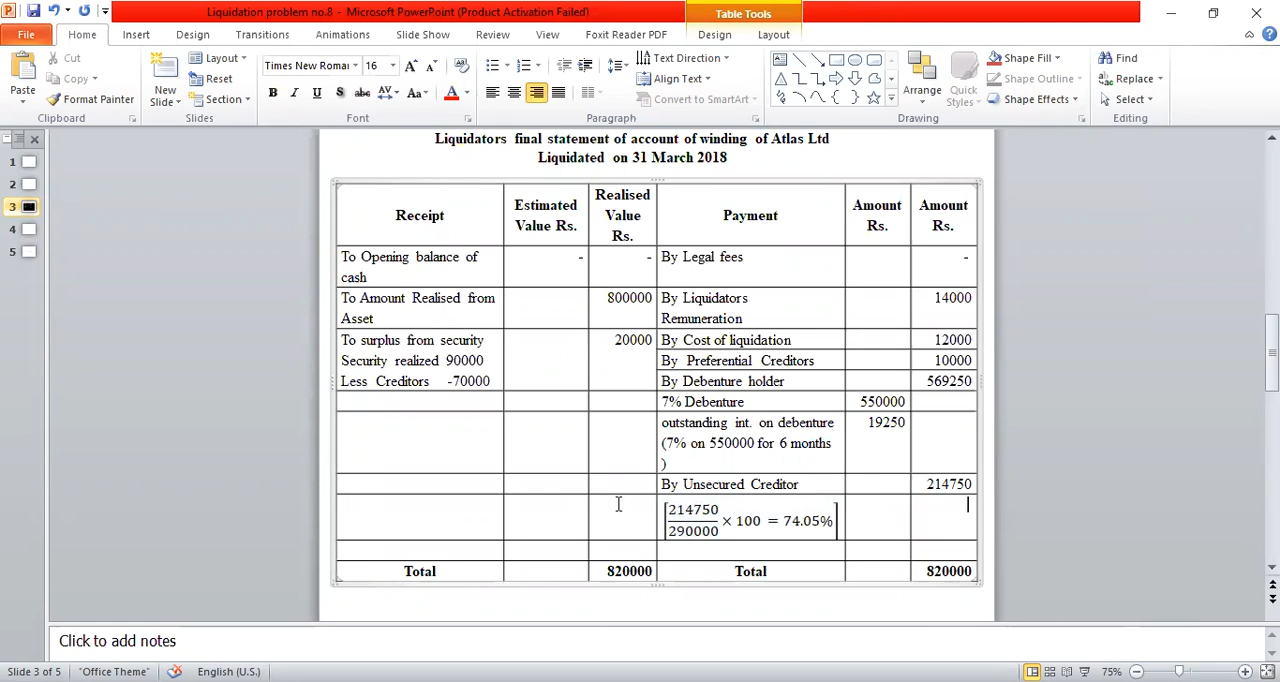 Liquidation problem no.8 - Microsoft PowerPoint (Product Activation Failed)
Table Tools
File Home Insert Design Transitions Animations Slide Show Review View Foxit Reader PDF Design Layout
Paste
Cut
Copy
Format Painter
Clipboard
New
Slide
Layout
Reset
Section
Slides
Times New Roman 16
B I U S abc AV Aa A
Font
Text Direction
Align Text
Convert to SmartArt
Paragraph
Arrange
Quick
Styles
Shape Fill
Shape Outline
Shape Effects
Drawing
Find
Replace
Select
Editing
1
2
3
4
5
Liquidators final statement of account of winding of Atlas Ltd
Liquidated on 31 March 2018
Receipt Estimated Value Rs. Realised Value Rs. Payment Amount Rs. Amount Rs.
To Opening balance of - - By Legal fees -
cash
To Amount Realised from 800000 By Liquidators 14000
Asset Remuneration
To surplus from security 20000 By Cost of liquidation 12000
Security realized 90000 By Preferential Creditors 10000
Less Creditors -70000 By Debenture holder 569250
7% Debenture 550000
outstanding int. on debenture 19250
(7% on 550000 for 6 months
)
By Unsecured Creditor 214750
[214750/290000 × 100 = 74.05%]
Total 820000 Total 820000
Click to add notes
Slide 3 of 5 "Office Theme" English (U.S.) 75%